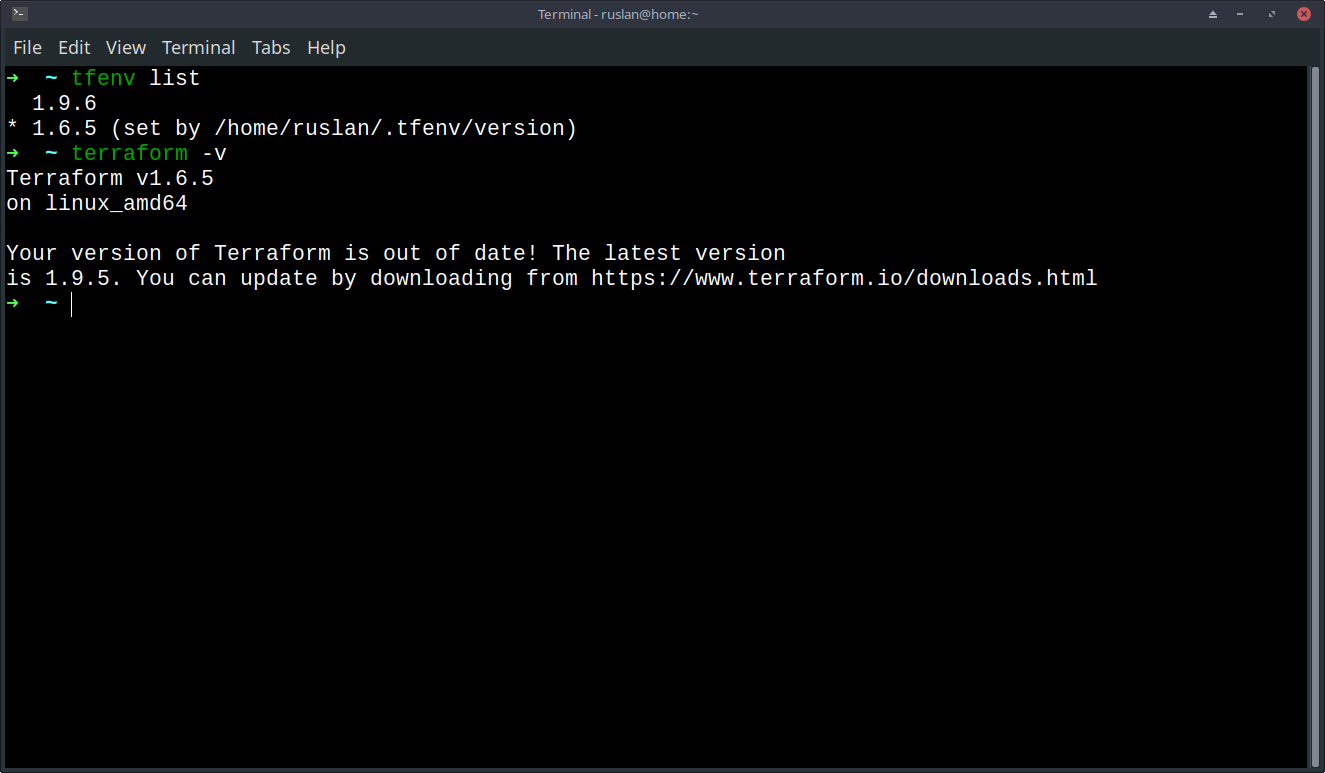 Terminal - ruslan@home:~
File Edit View Terminal Tabs Help
➜ ~ tfenv list
1.9.6
* 1.6.5 (set by /home/ruslan/.tfenv/version)
➜ ~ terraform -v
Terraform v1.6.5
on linux_amd64
Your version of Terraform is out of date! The latest version
is 1.9.5. You can update by downloading from https://www.terraform.io/downloads.html
➜ ~